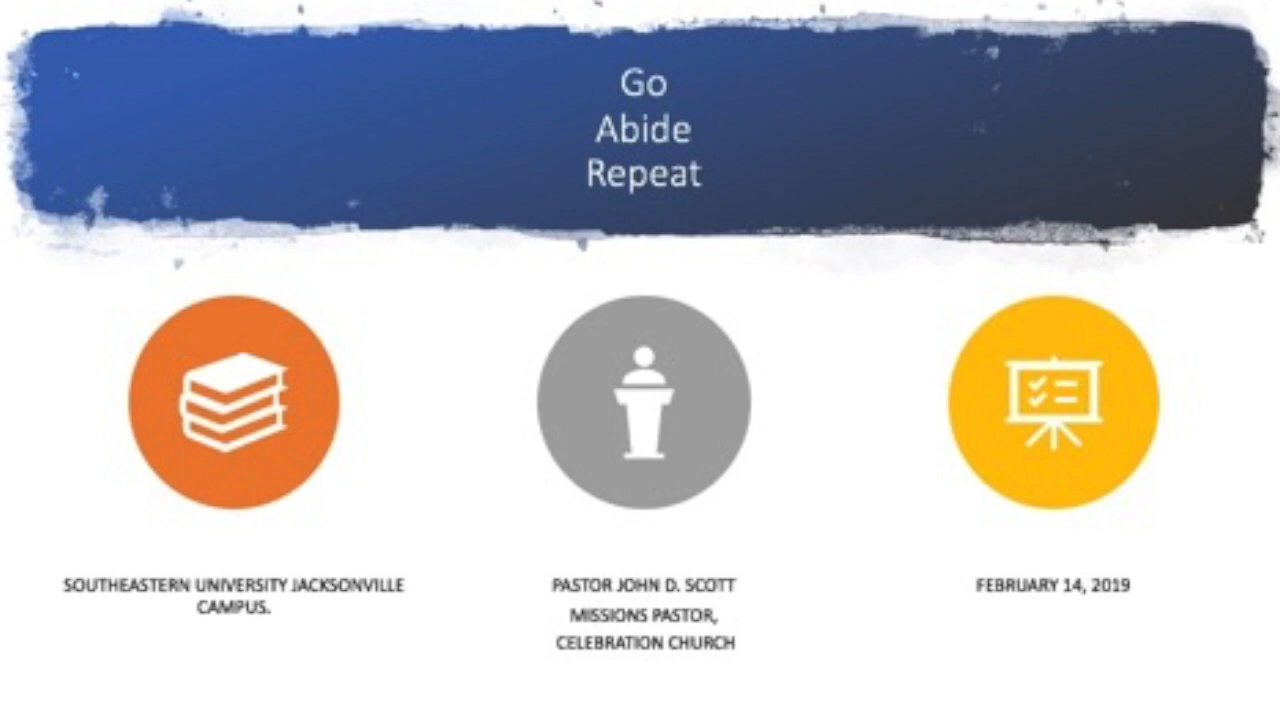 Go
Abide
Repeat
SOUTHEASTERN UNIVERSITY JACKSONVILLE
CAMPUS.
PASTOR JOHN D. SCOTT
MISSIONS PASTOR,
CELEBRATION CHURCH
FEBRUARY 14, 2019